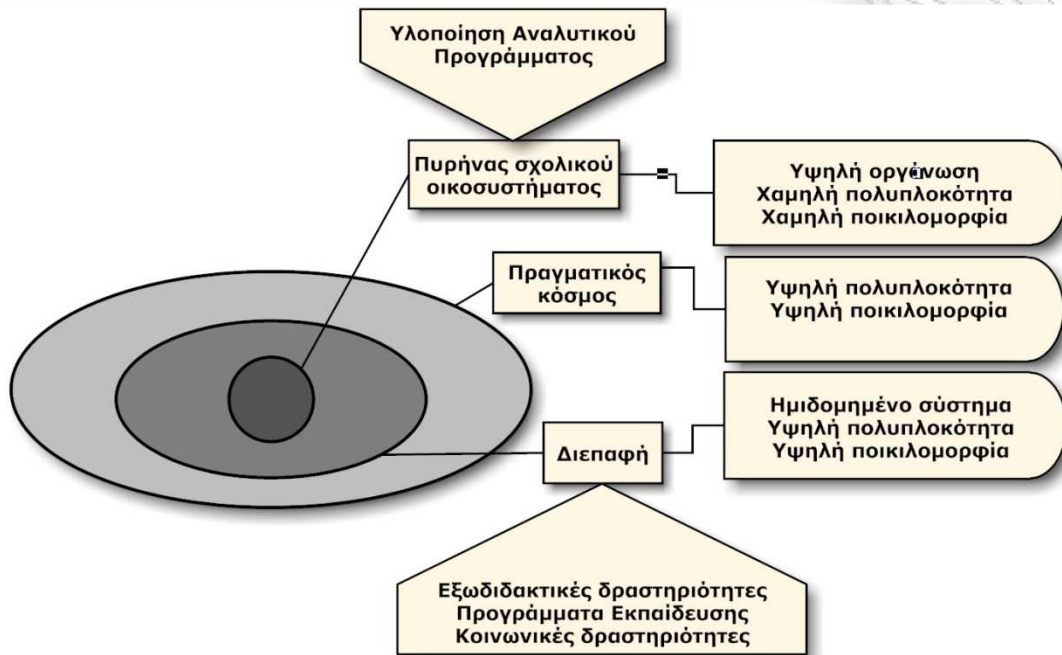 Υλοποίηση Αναλυτικού
Προγράμματος
Πυρήνας σχολικού
οικοσυστήματος
Υψηλή οργάνωση
Χαμηλή πολυπλοκότητα
Χαμηλή ποικιλομορφία
Πραγματικός
κόσμος
Υψηλή πολυπλοκότητα
Υψηλή ποικιλομορφία
Διεπαφή
Ημιδομημένο σύστημα
Υψηλή πολυπλοκότητα
Υψηλή ποικιλομορφία
Εξωδιδακτικές δραστηριότητες
Προγράμματα Εκπαίδευσης
Κοινωνικές δραστηριότητες